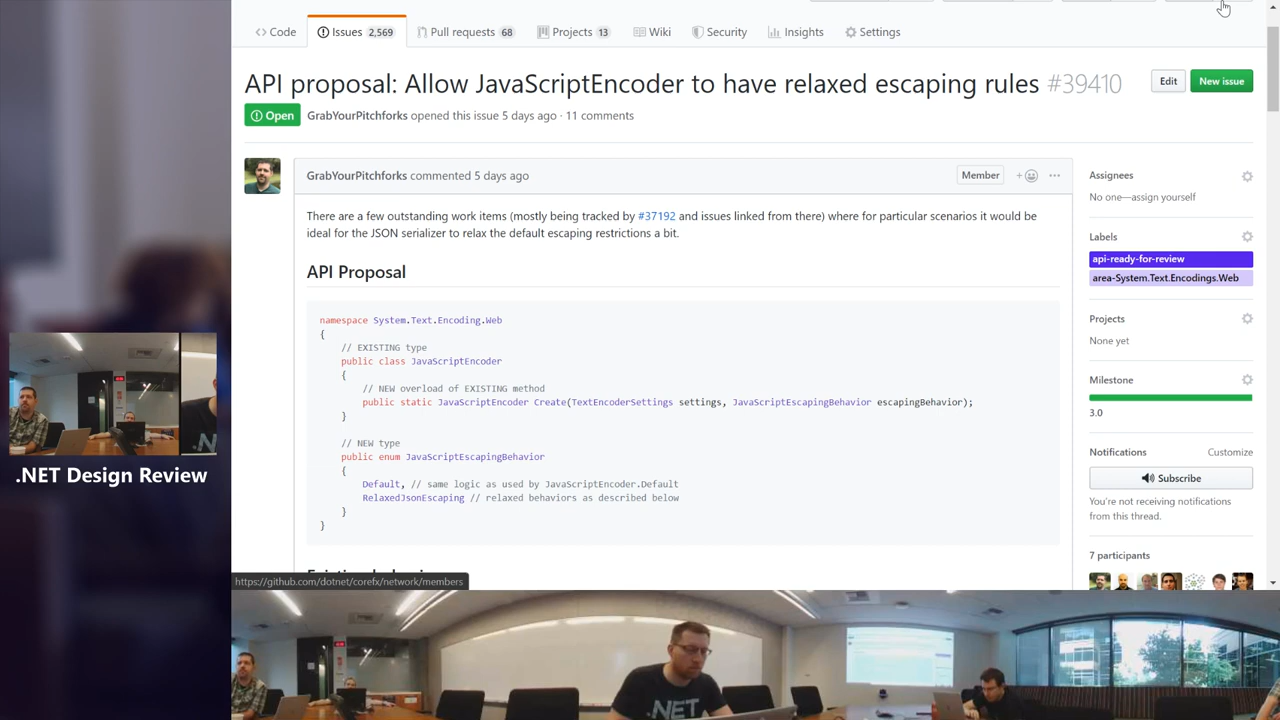 Code
Issues 2,569
Pull requests 68
Projects 13
Wiki
Security
Insights
Settings
API proposal: Allow JavaScriptEncoder to have relaxed escaping rules #39410
Edit
New issue
Open
GrabYourPitchforks opened this issue 5 days ago · 11 comments
GrabYourPitchforks commented 5 days ago
Member
There are a few outstanding work items (mostly being tracked by #37192 and issues linked from there) where for particular scenarios it would be
ideal for the JSON serializer to relax the default escaping restrictions a bit.
API Proposal
namespace System.Text.Encoding.Web
{
// EXISTING type
public class JavaScriptEncoder
{
// NEW overload of EXISTING method
public static JavaScriptEncoder Create(TextEncoderSettings settings, JavaScriptEscapingBehavior escapingBehavior);
}
// NEW type
public enum JavaScriptEscapingBehavior
{
Default, // same logic as used by JavaScriptEncoder.Default
RelaxedJsonEscaping // relaxed behaviors as described below
}
}
https://github.com/dotnet/corefx/network/members
Assignees
No one—assign yourself
Labels
api-ready-for-review
area-System.Text.Encodings.Web
Projects
None yet
Milestone
3.0
Notifications
Customize
Subscribe
You're not receiving notifications
from this thread.
7 participants
.NET Design Review
.NET